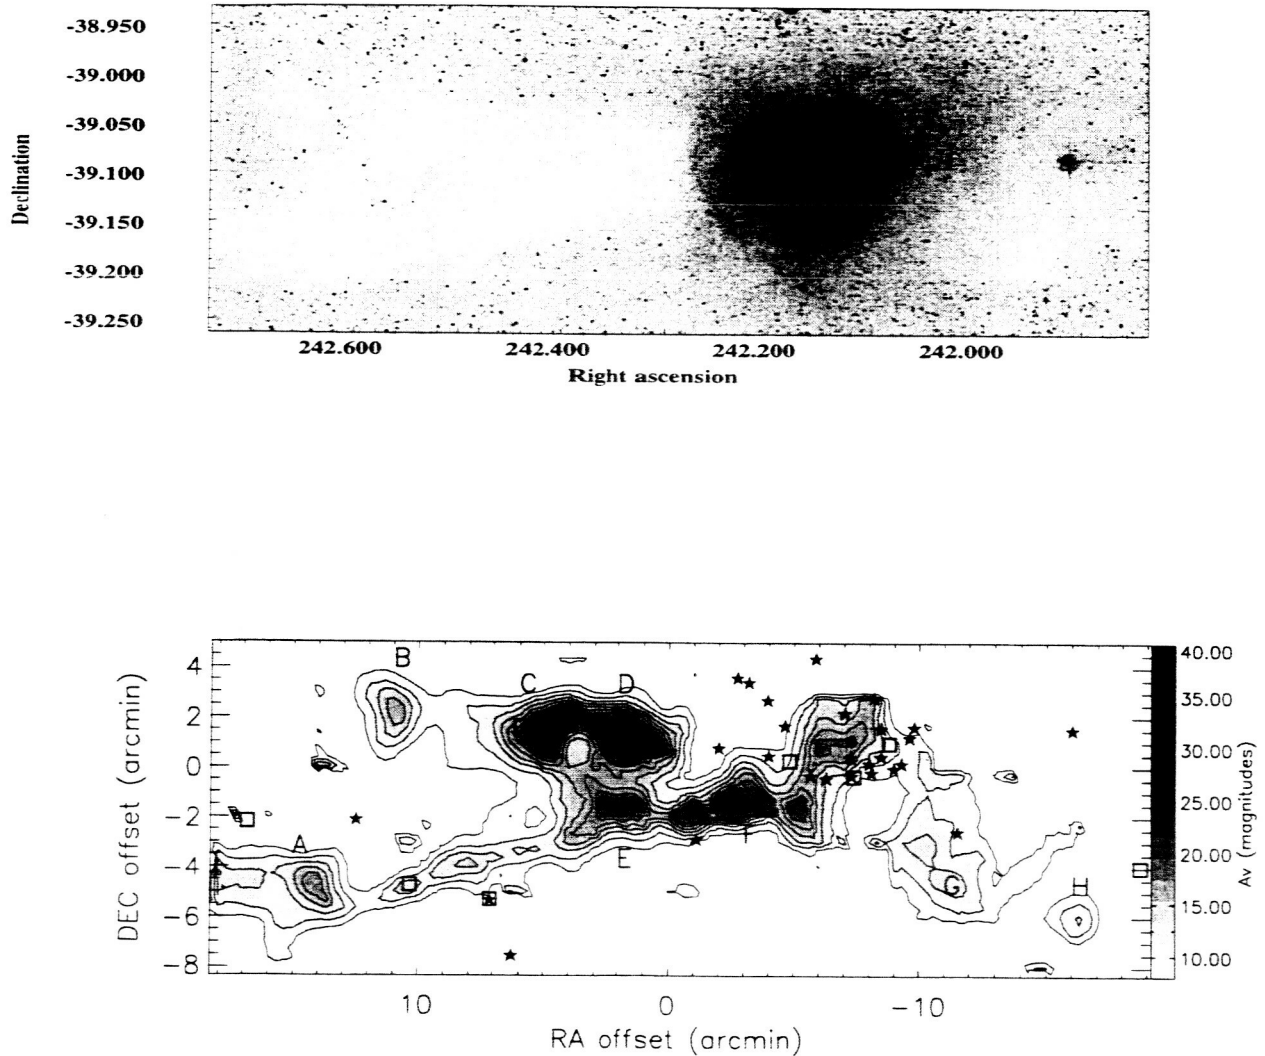 -38.950
-39.000
-39.050
-39.100
-39.150
-39.200
-39.250
Declination
242.600 242.400 242.200 242.000
Right ascension
4
2
0
-2
-4
-6
-8
DEC offset (arcmin)
B
C D
A
E
F
G
H
10 0 -10
RA offset (arcmin)
40.00
35.00
30.00
25.00
20.00
15.00
10.00
Av (magnitudes)